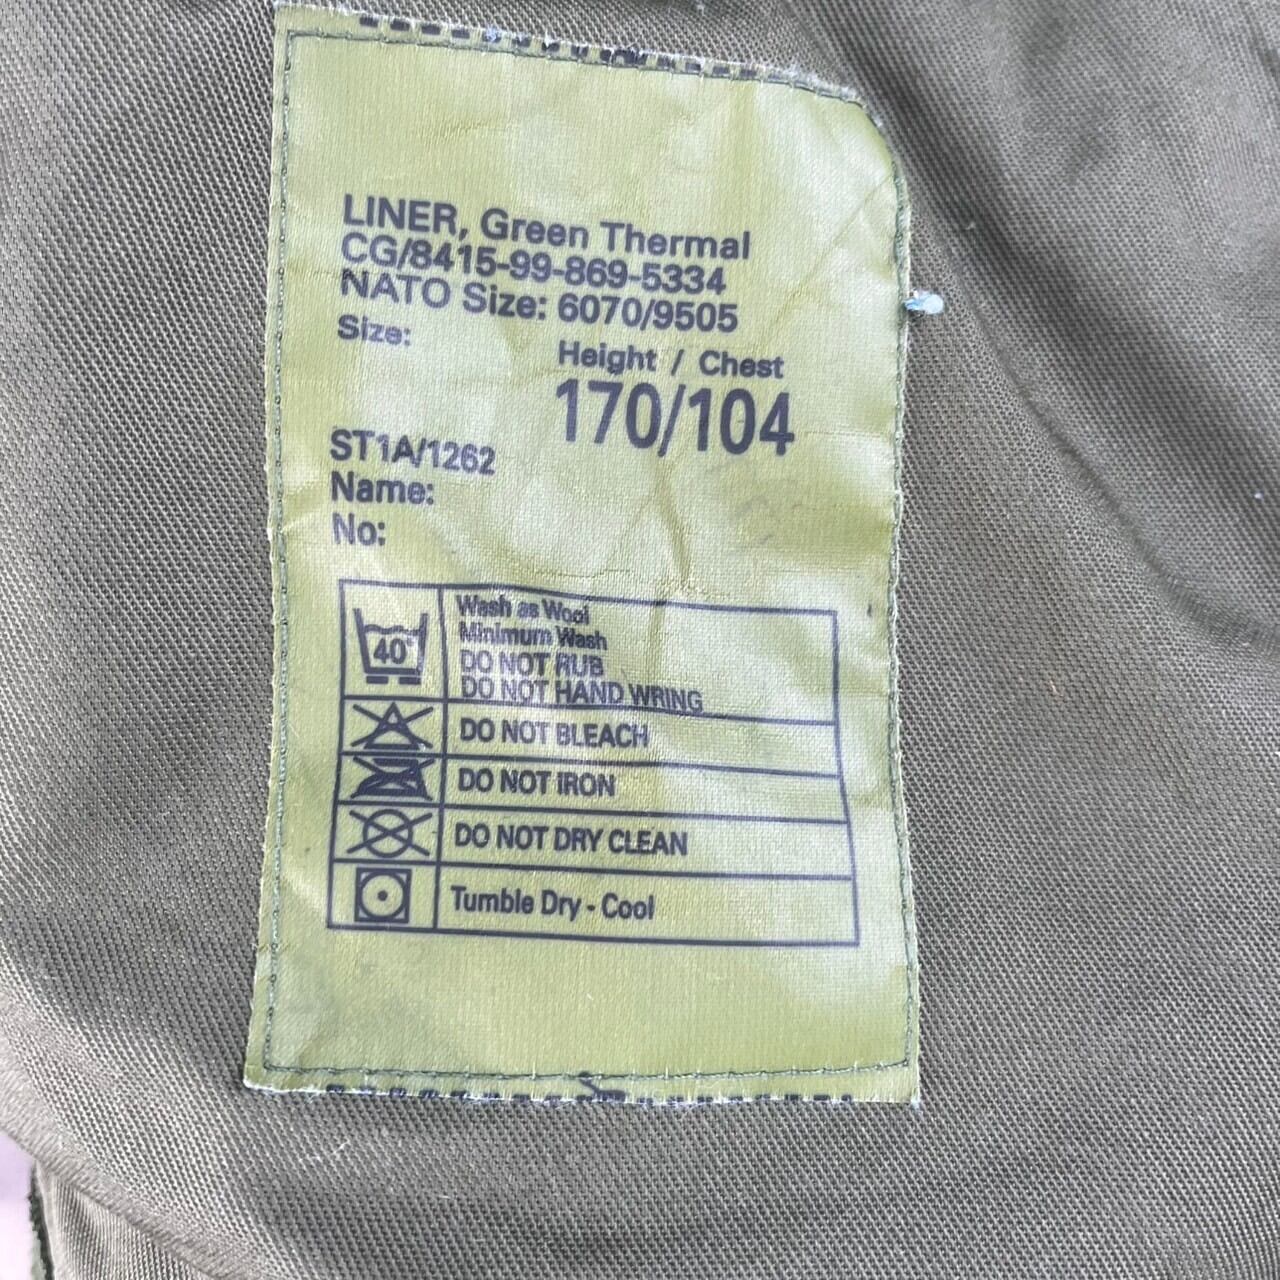 LINER, Green Thermal
CG/8415-99-869-5334
NATO Size: 6070/9505
Size:
Height / Chest
170/104
ST1A/1262
Name:
No:
40°
Wash as Wool
Minimum Wash
DO NOT RUB
DO NOT HAND WRING
DO NOT BLEACH
DO NOT IRON
DO NOT DRY CLEAN
Tumble Dry - Cool